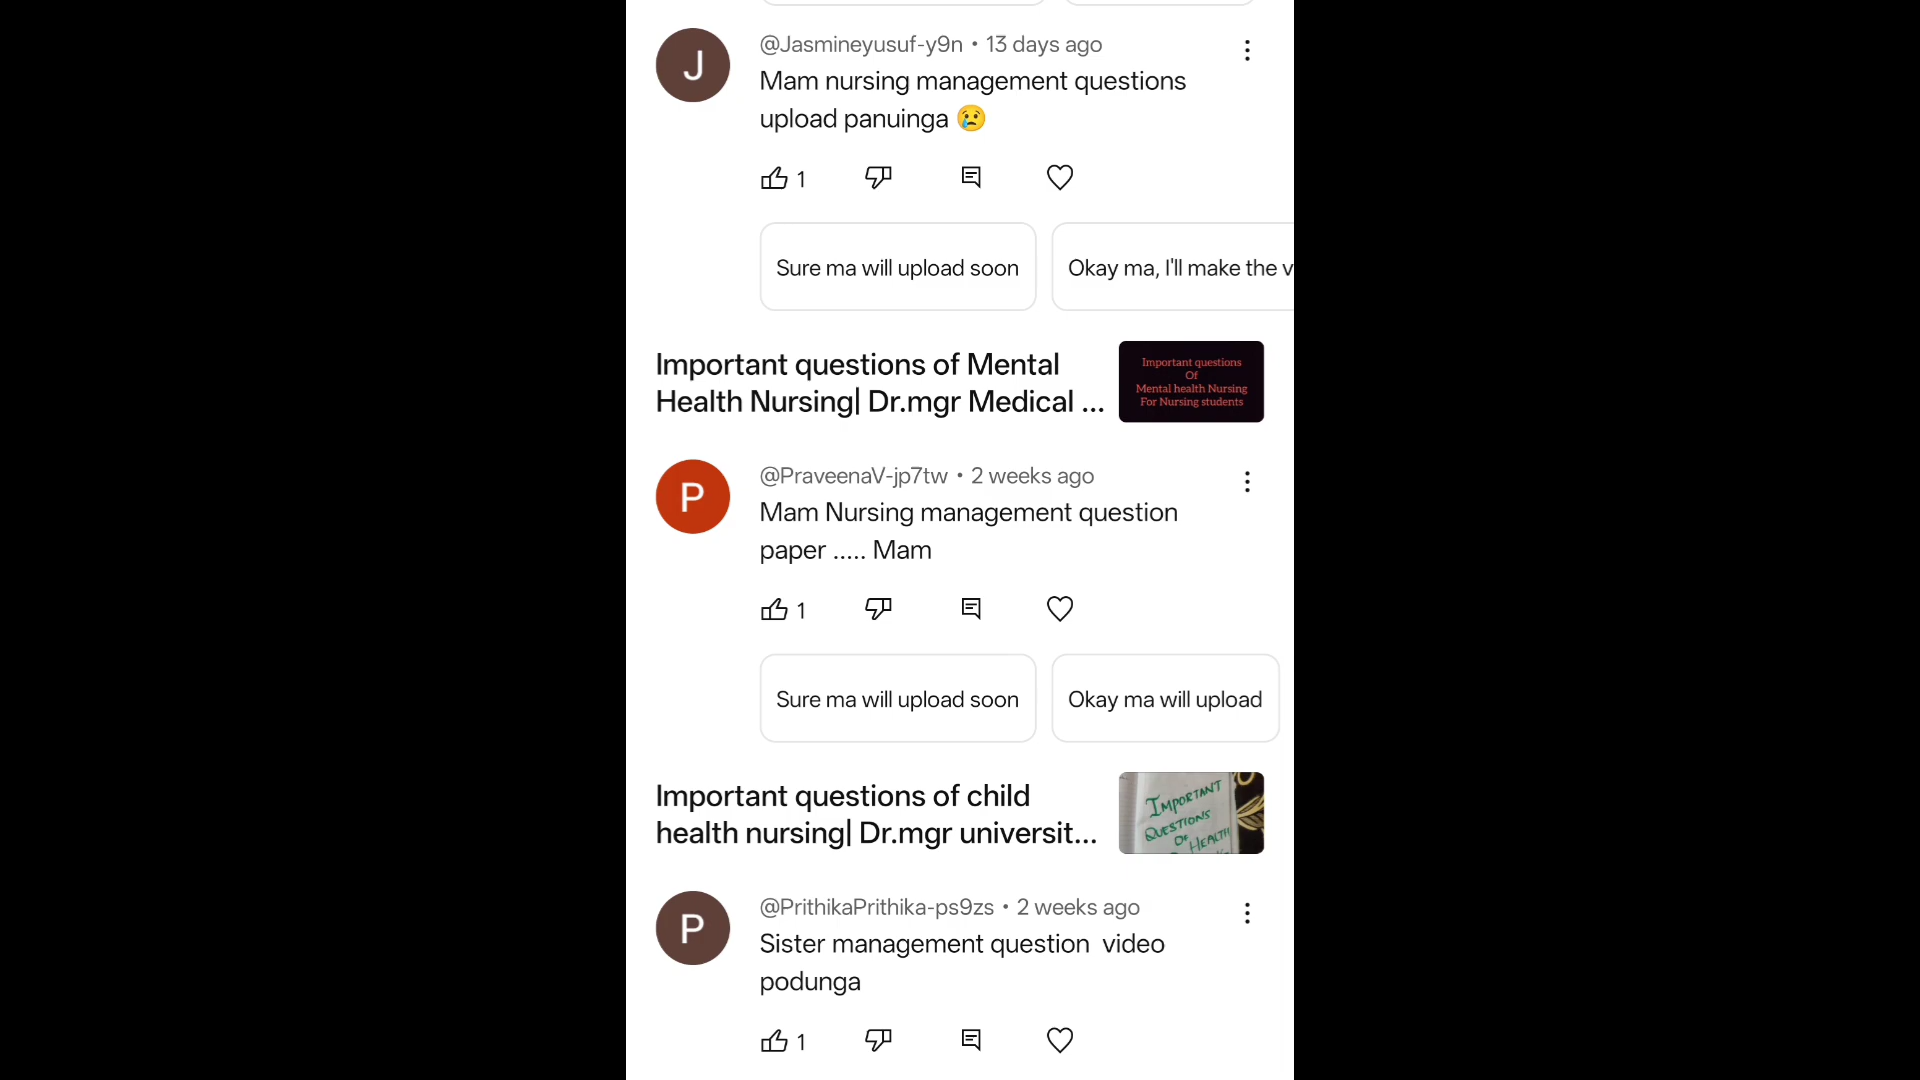 J
@Jasmineyusuf-y9n • 13 days ago
Mam nursing management questions
upload panuinga 😢
1
Sure ma will upload soon
Okay ma, I'll make the v
Important questions of Mental
Health Nursing| Dr.mgr Medical ...
Important questions
Of
Mental health Nursing
For Nursing students
P
@PraveenaV-jp7tw • 2 weeks ago
Mam Nursing management question
paper ..... Mam
1
Sure ma will upload soon
Okay ma will upload
Important questions of child
health nursing| Dr.mgr universit...
IMPORTANT
QUESTIONS
OF HEALTH
P
@PrithikaPrithika-ps9zs • 2 weeks ago
Sister management question video
podunga
1